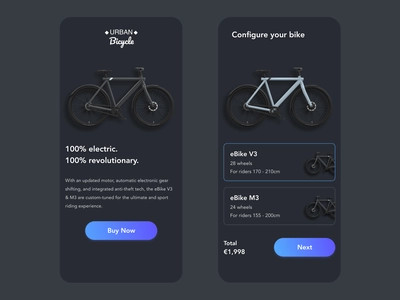 URBAN
Bicycle
100% electric.
100% revolutionary.
With an updated motor, automatic electronic gear
shifting, and integrated anti-theft tech, the eBike V3
& M3 are custom-tuned for the ultimate and sport
riding experience.
Buy Now
Configure your bike
eBike V3
28 wheels
For riders 170 - 210cm
eBike M3
24 wheels
For riders 155 - 200cm
Total
€1,998
Next